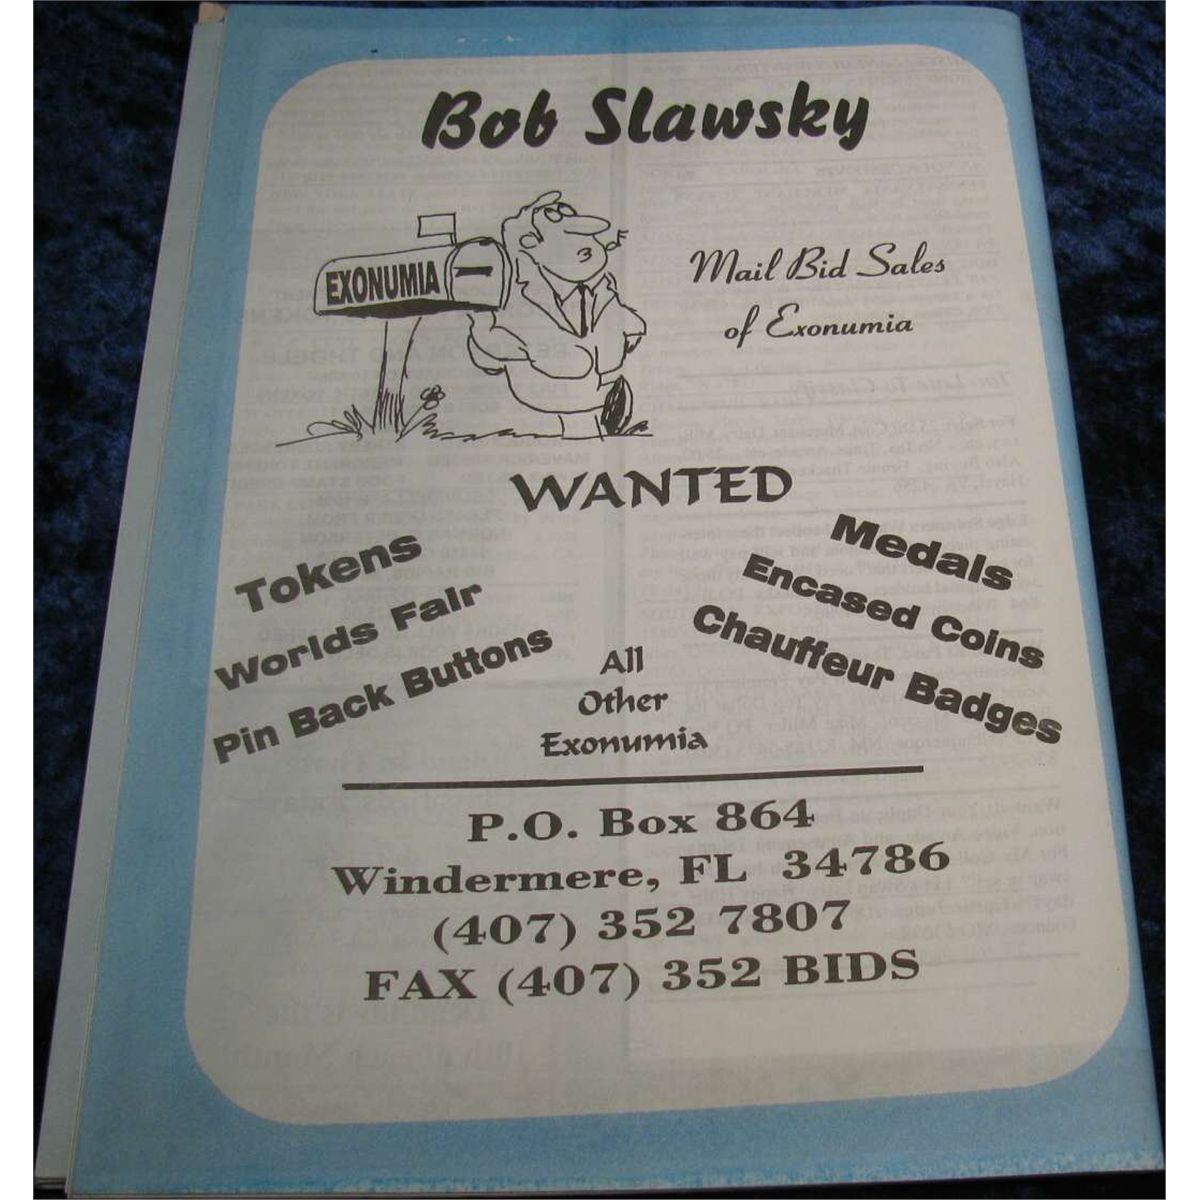 Bob Slawsky
EXONUMIA
Mail Bid Sales
of Exonumia
WANTED
Tokens
Worlds Fair
Pin Back Buttons
Medals
Encased Coins
Chauffeur Badges
All
Other
Exonumia
P.O. Box 864
Windermere, FL 34786
(407) 352 7807
FAX (407) 352 BIDS